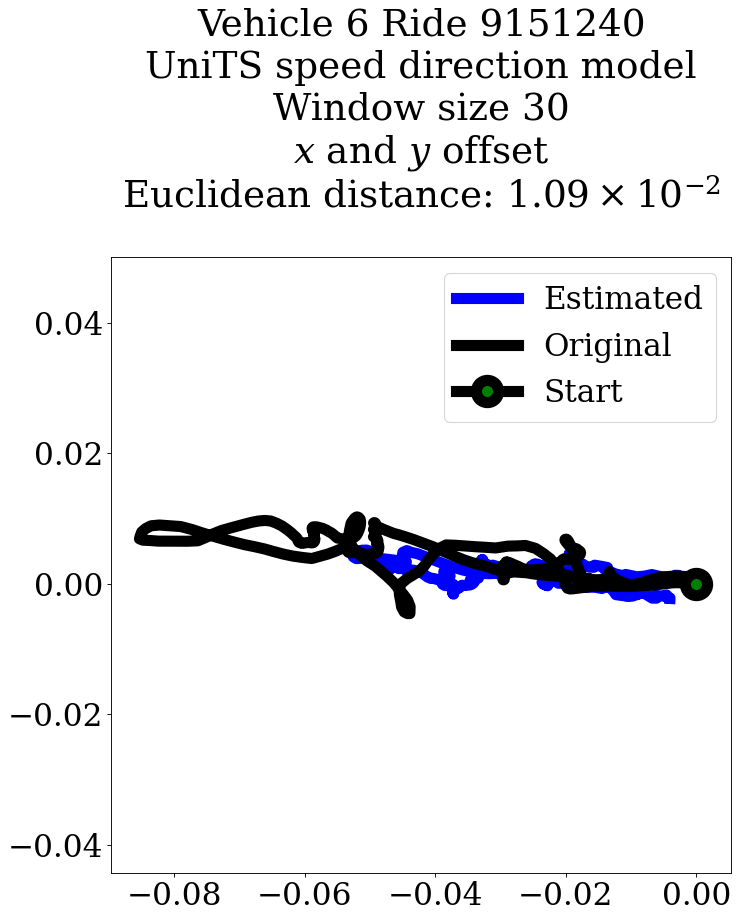 Vehicle 6 Ride 9151240
UniTS speed direction model
Window size 30
x and y offset
Euclidean distance: 1.09 × 10⁻²
Estimated
Original
Start
0.04
0.02
0.00
−0.02
−0.04
−0.08 −0.06 −0.04 −0.02 0.00